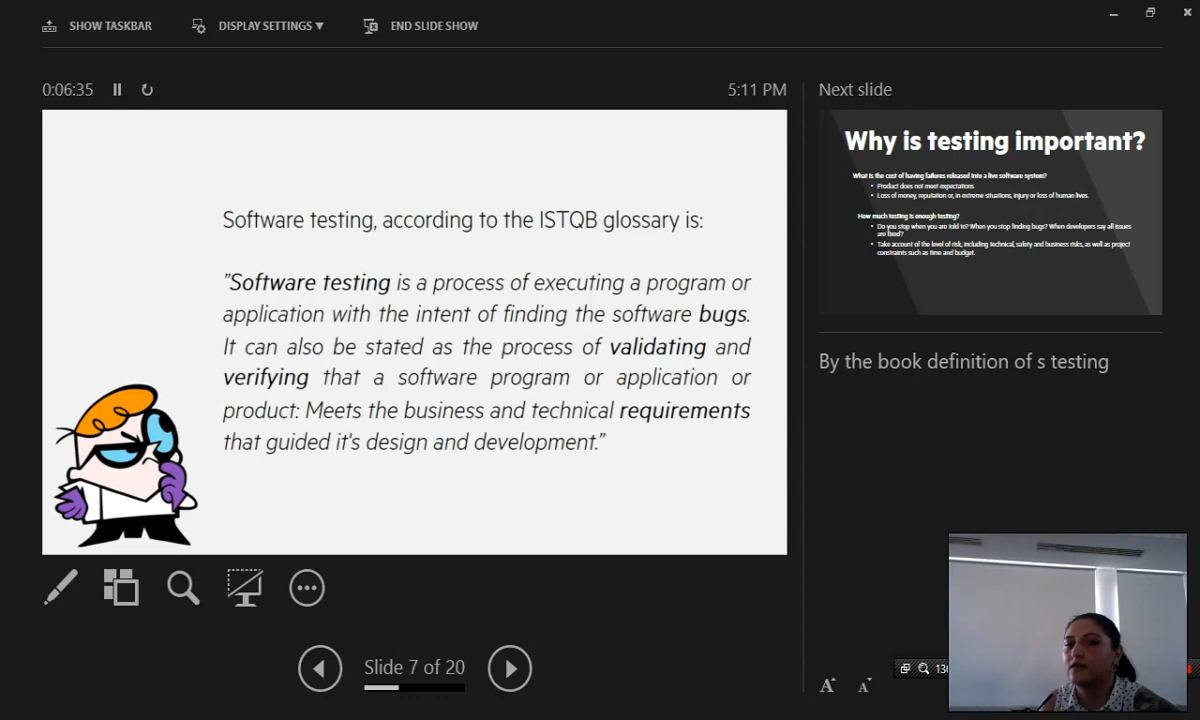 SHOW TASKBAR
DISPLAY SETTINGS ▼
END SLIDE SHOW
0:06:35
5:11 PM
Software testing, according to the ISTQB glossary is:
"Software testing is a process of executing a program or
application with the intent of finding the software bugs.
It can also be stated as the process of validating and
verifying that a software program or application or
product: Meets the business and technical requirements
that guided it's design and development."
Slide 7 of 20
Next slide
Why is testing important?
What is the cost of having failures released into a live software system?
• Product does not meet expectations
• Loss of money, reputation or, in extreme situations, injury or loss of human lives.
How much testing is enough testing?
• Do you stop when you are told to? When you stop finding bugs? When developers say all issues
are fixed?
• Take account of the level of risk, including technical, safety and business risks, as well as project
constraints such as time and budget.
By the book definition of s testing
A A